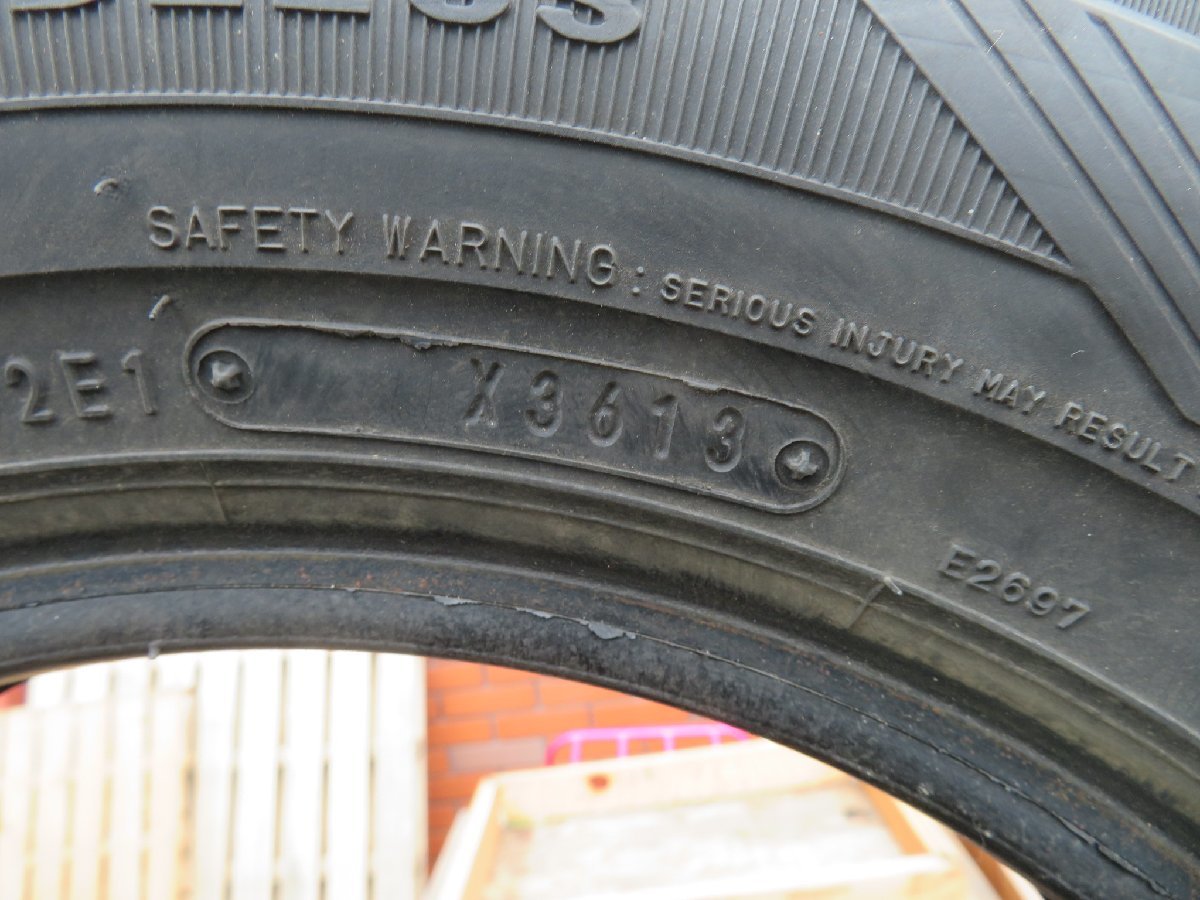 SAFETY WARNING : SERIOUS INJURY MAY RESULT
2E1 X3613
E2697